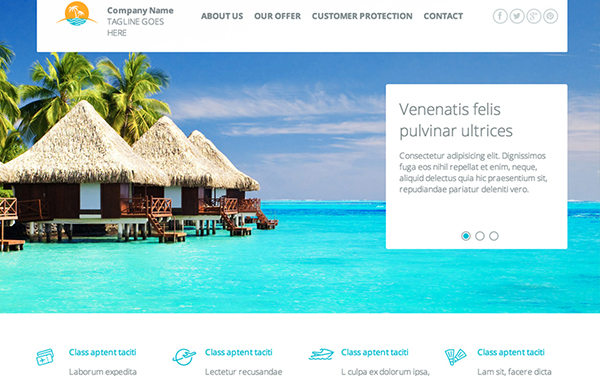 Company Name
TAGLINE GOES
HERE
ABOUT US OUR OFFER CUSTOMER PROTECTION CONTACT
Venenatis felis
pulvinar ultrices
Consectetur adipisicing elit. Dignissimos
fuga eos nihil repellat et enim, neque,
aliquid delectus quia hic praesentium sit,
repudiandae pariatur deleniti vero.
Class aptent taciti
Laborum expedita
Class aptent taciti
Lectetur recusandae
Class aptent taciti
L culpa ex dolorum ipsa,
Class aptent taciti
Lam sit, facere dicta